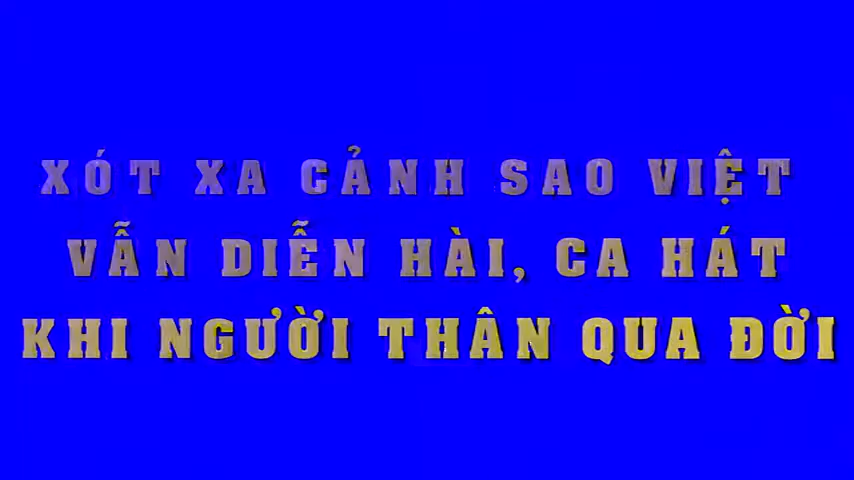 XÓT XA CẢNH SAO VIỆT
VẪN DIỄN HÀI, CA HÁT
KHI NGƯỜI THÂN QUA ĐỜI